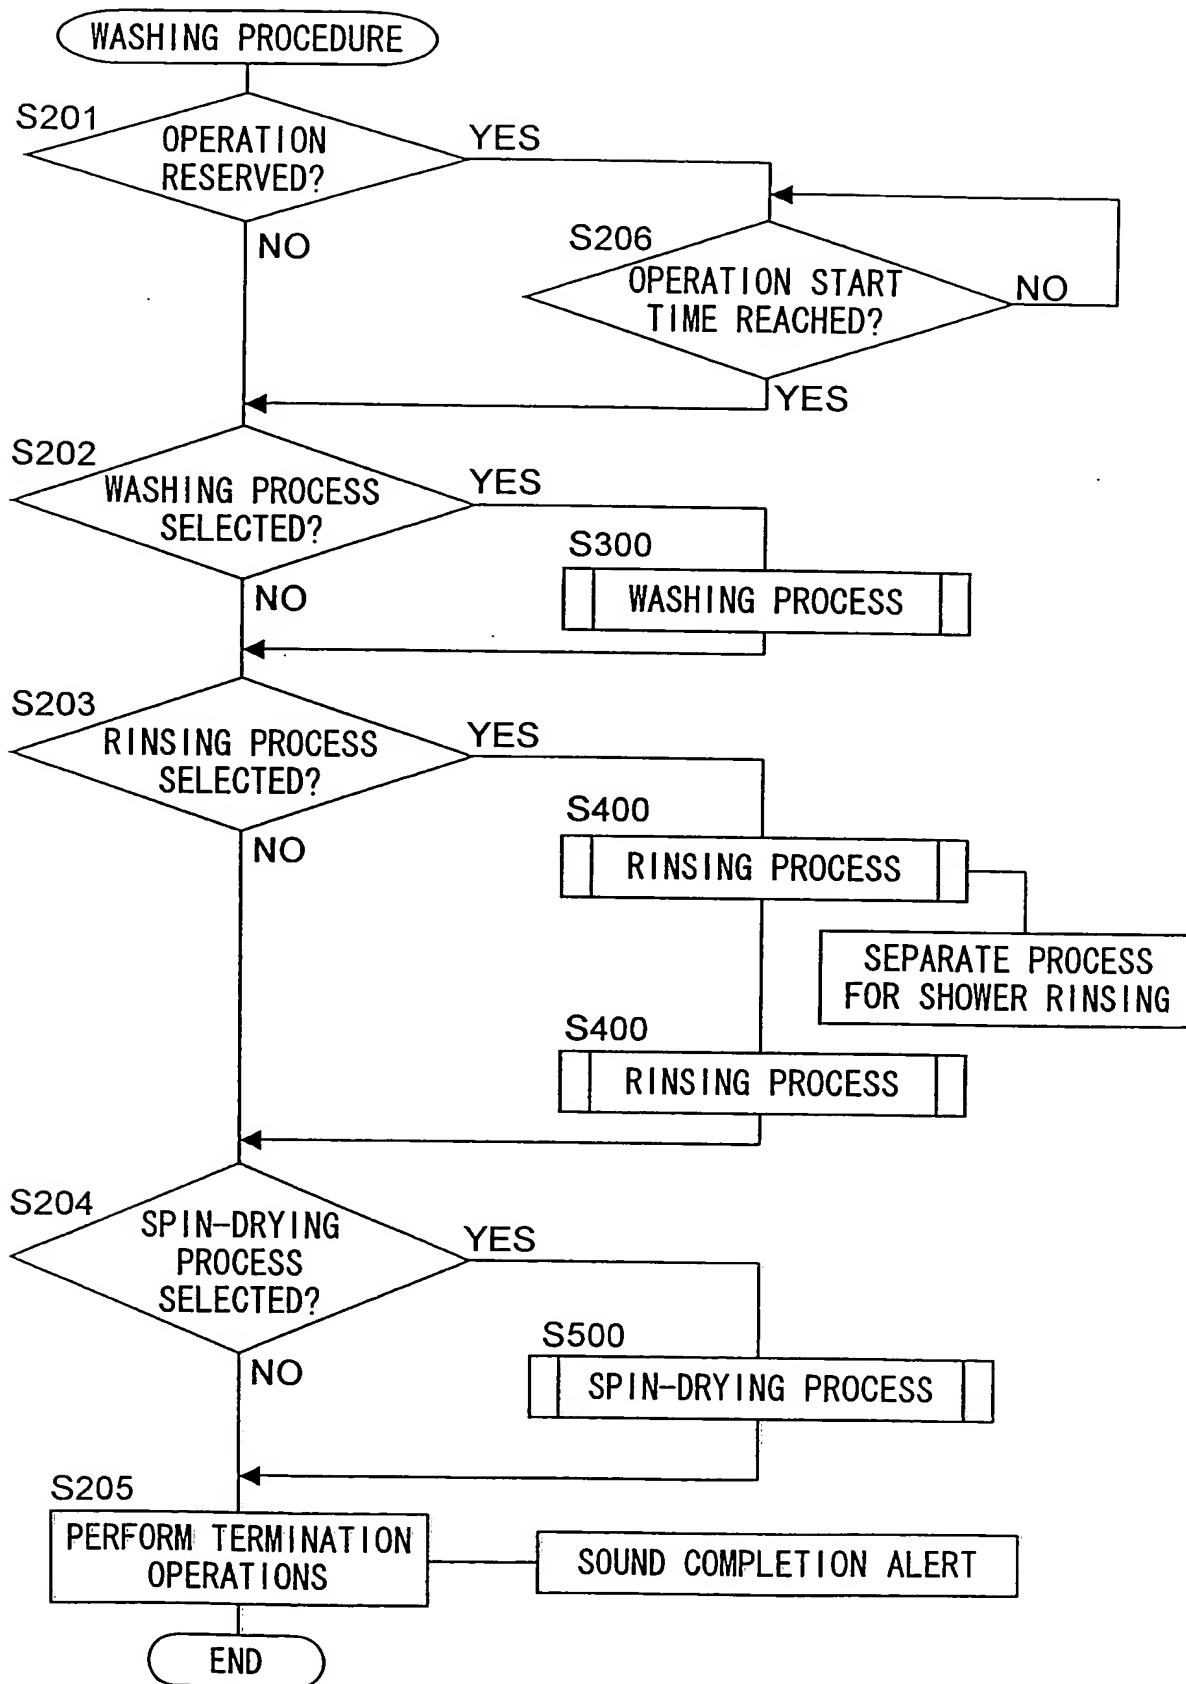 WASHING PROCEDURE
S201
OPERATION
RESERVED?
YES
NO
S206
OPERATION START
TIME REACHED?
NO
YES
S202
WASHING PROCESS
SELECTED?
YES
NO
S300
WASHING PROCESS
S203
RINSING PROCESS
SELECTED?
YES
NO
S400
RINSING PROCESS
SEPARATE PROCESS
FOR SHOWER RINSING
S400
RINSING PROCESS
S204
SPIN-DRYING
PROCESS
SELECTED?
YES
NO
S500
SPIN-DRYING PROCESS
S205
PERFORM TERMINATION
OPERATIONS
SOUND COMPLETION ALERT
END